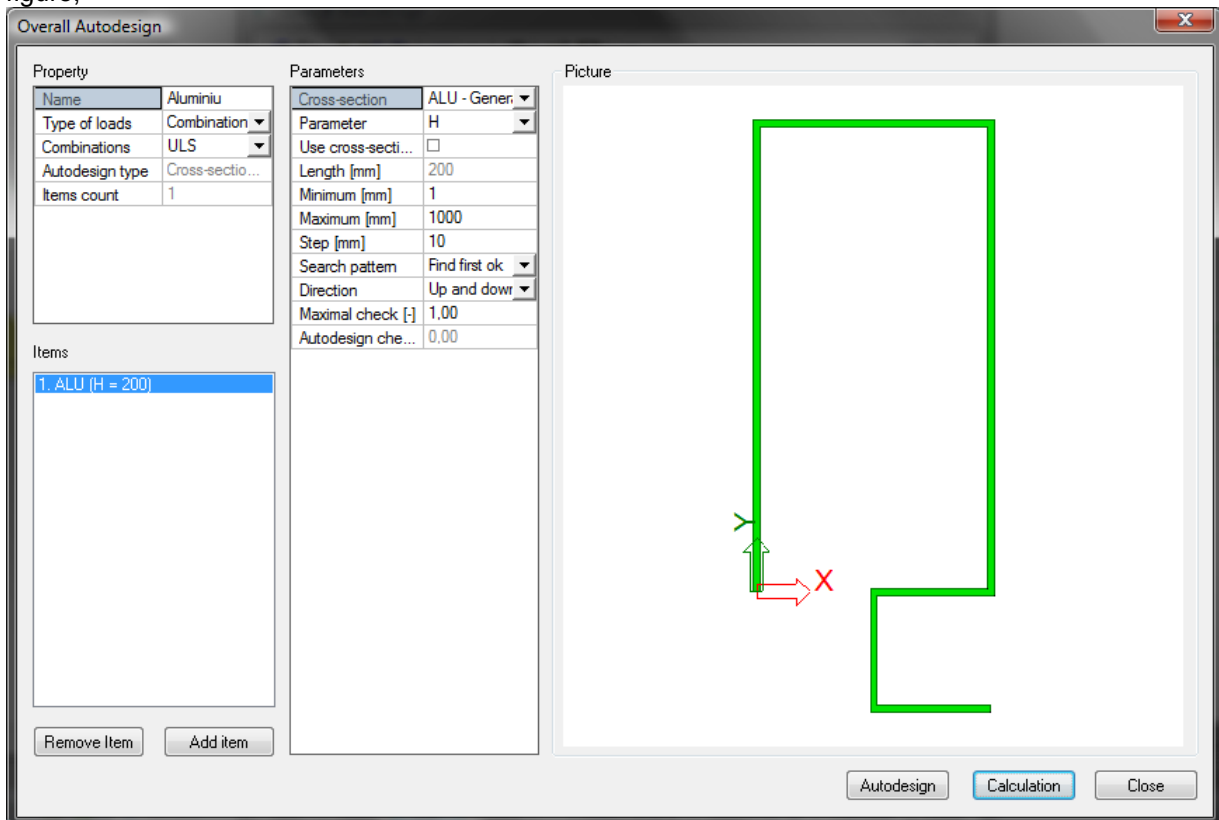 figure,
Overall Autodesign
Property
Name Aluminiu
Type of loads Combination
Combinations ULS
Autodesign type Cross-sectio...
Items count 1
Items
1. ALU (H = 200)
Remove Item Add item
Parameters
Cross-section ALU - Genera
Parameter H
Use cross-secti...
Length [mm] 200
Minimum [mm] 1
Maximum [mm] 1000
Step [mm] 10
Search pattern Find first ok
Direction Up and down
Maximal check [-] 1,00
Autodesign che... 0,00
Picture
Y
X
Autodesign Calculation Close